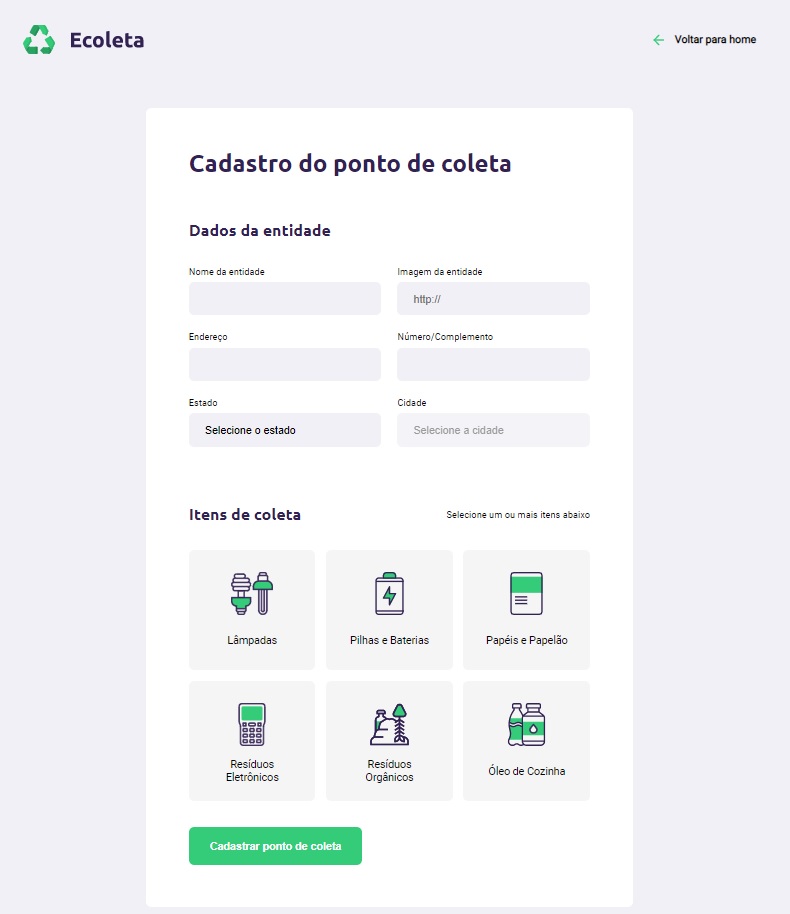 Ecoleta
Voltar para home
Cadastro do ponto de coleta
Dados da entidade
Nome da entidade
Imagem da entidade
http://
Endereço
Número/Complemento
Estado
Cidade
Selecione o estado
Selecione a cidade
Itens de coleta
Selecione um ou mais itens abaixo
Lâmpadas
Pilhas e Baterias
Papéis e Papelão
Resíduos
Eletrônicos
Resíduos
Orgânicos
Óleo de Cozinha
Cadastrar ponto de coleta